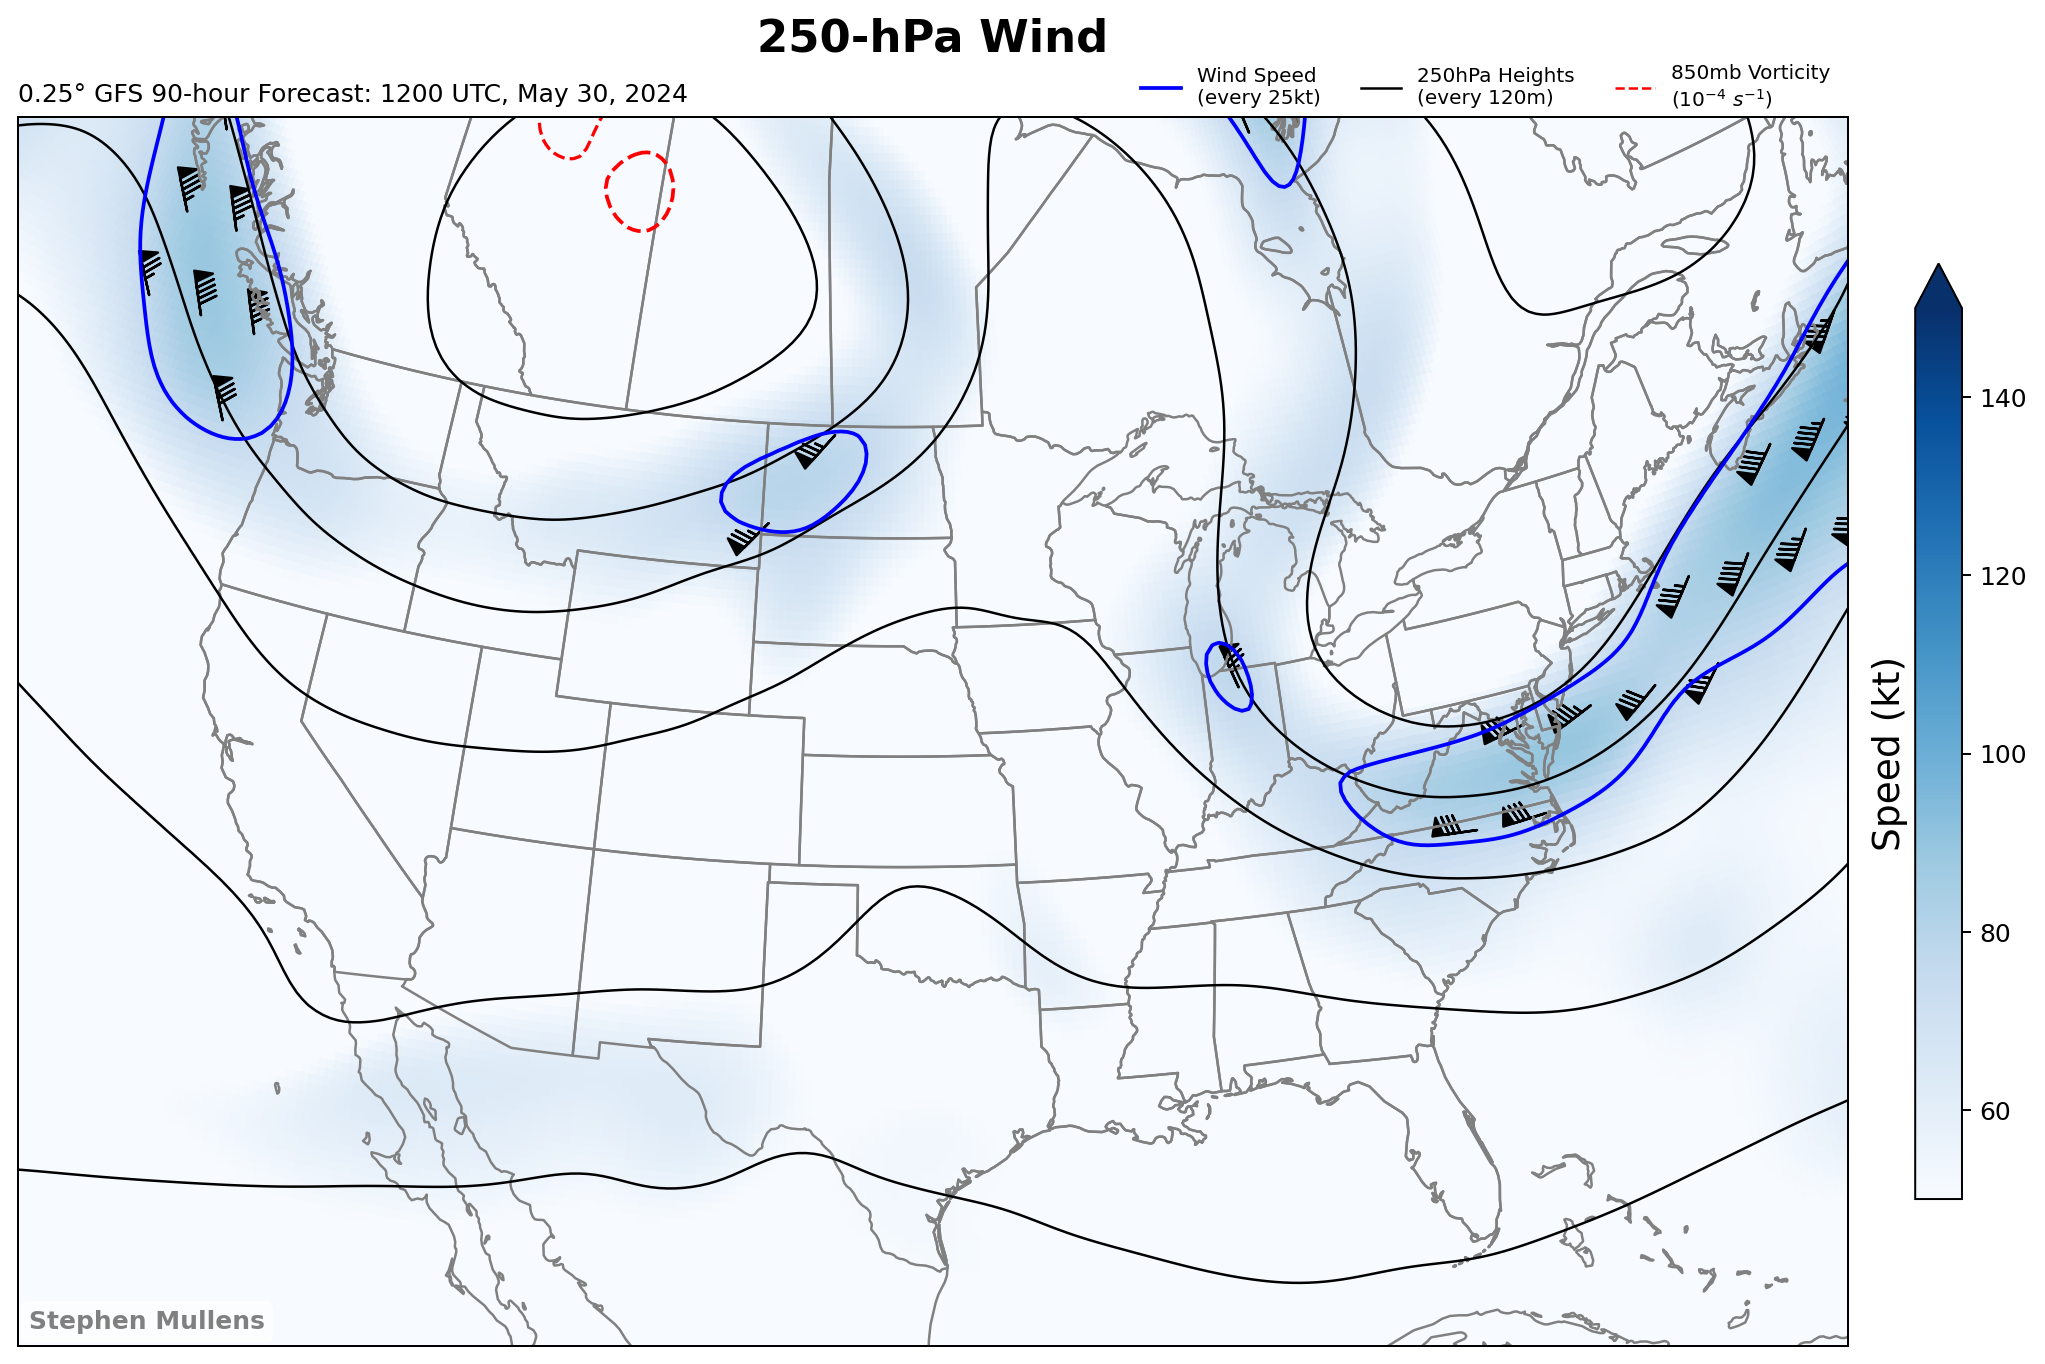 250-hPa Wind
0.25° GFS 90-hour Forecast: 1200 UTC, May 30, 2024
Wind Speed
(every 25kt)
250hPa Heights
(every 120m)
850mb Vorticity
(10⁻⁴ s⁻¹)
140
120
100
80
60
Speed (kt)
Stephen Mullens